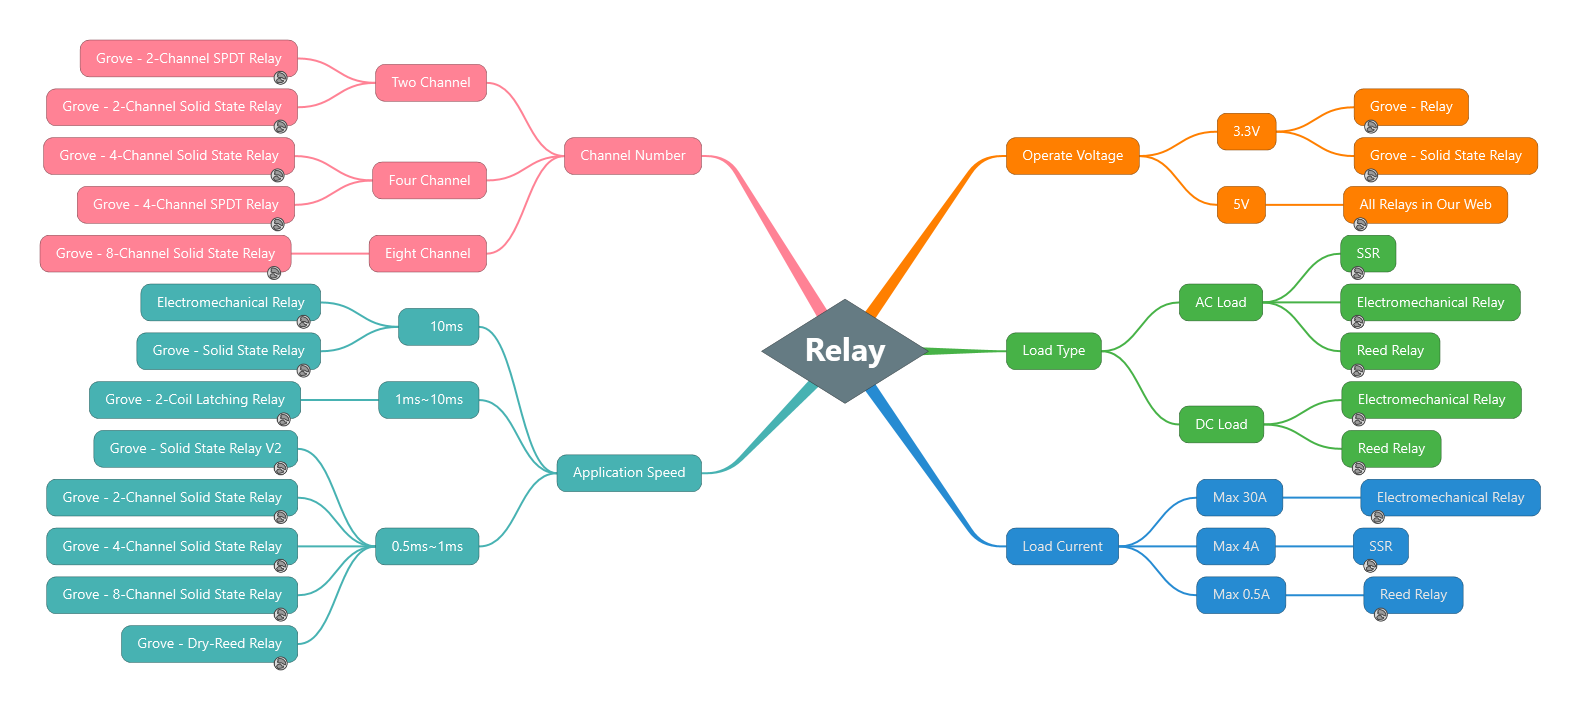 Relay
Channel Number
Two Channel
Grove - 2-Channel SPDT Relay
Grove - 2-Channel Solid State Relay
Four Channel
Grove - 4-Channel Solid State Relay
Grove - 4-Channel SPDT Relay
Eight Channel
Grove - 8-Channel Solid State Relay
Application Speed
10ms
Electromechanical Relay
Grove - Solid State Relay
1ms~10ms
Grove - 2-Coil Latching Relay
0.5ms~1ms
Grove - Solid State Relay V2
Grove - 2-Channel Solid State Relay
Grove - 4-Channel Solid State Relay
Grove - 8-Channel Solid State Relay
Grove - Dry-Reed Relay
Operate Voltage
3.3V
Grove - Relay
Grove - Solid State Relay
5V
All Relays in Our Web
Load Type
AC Load
SSR
Electromechanical Relay
Reed Relay
DC Load
Electromechanical Relay
Reed Relay
Load Current
Max 30A
Electromechanical Relay
Max 4A
SSR
Max 0.5A
Reed Relay